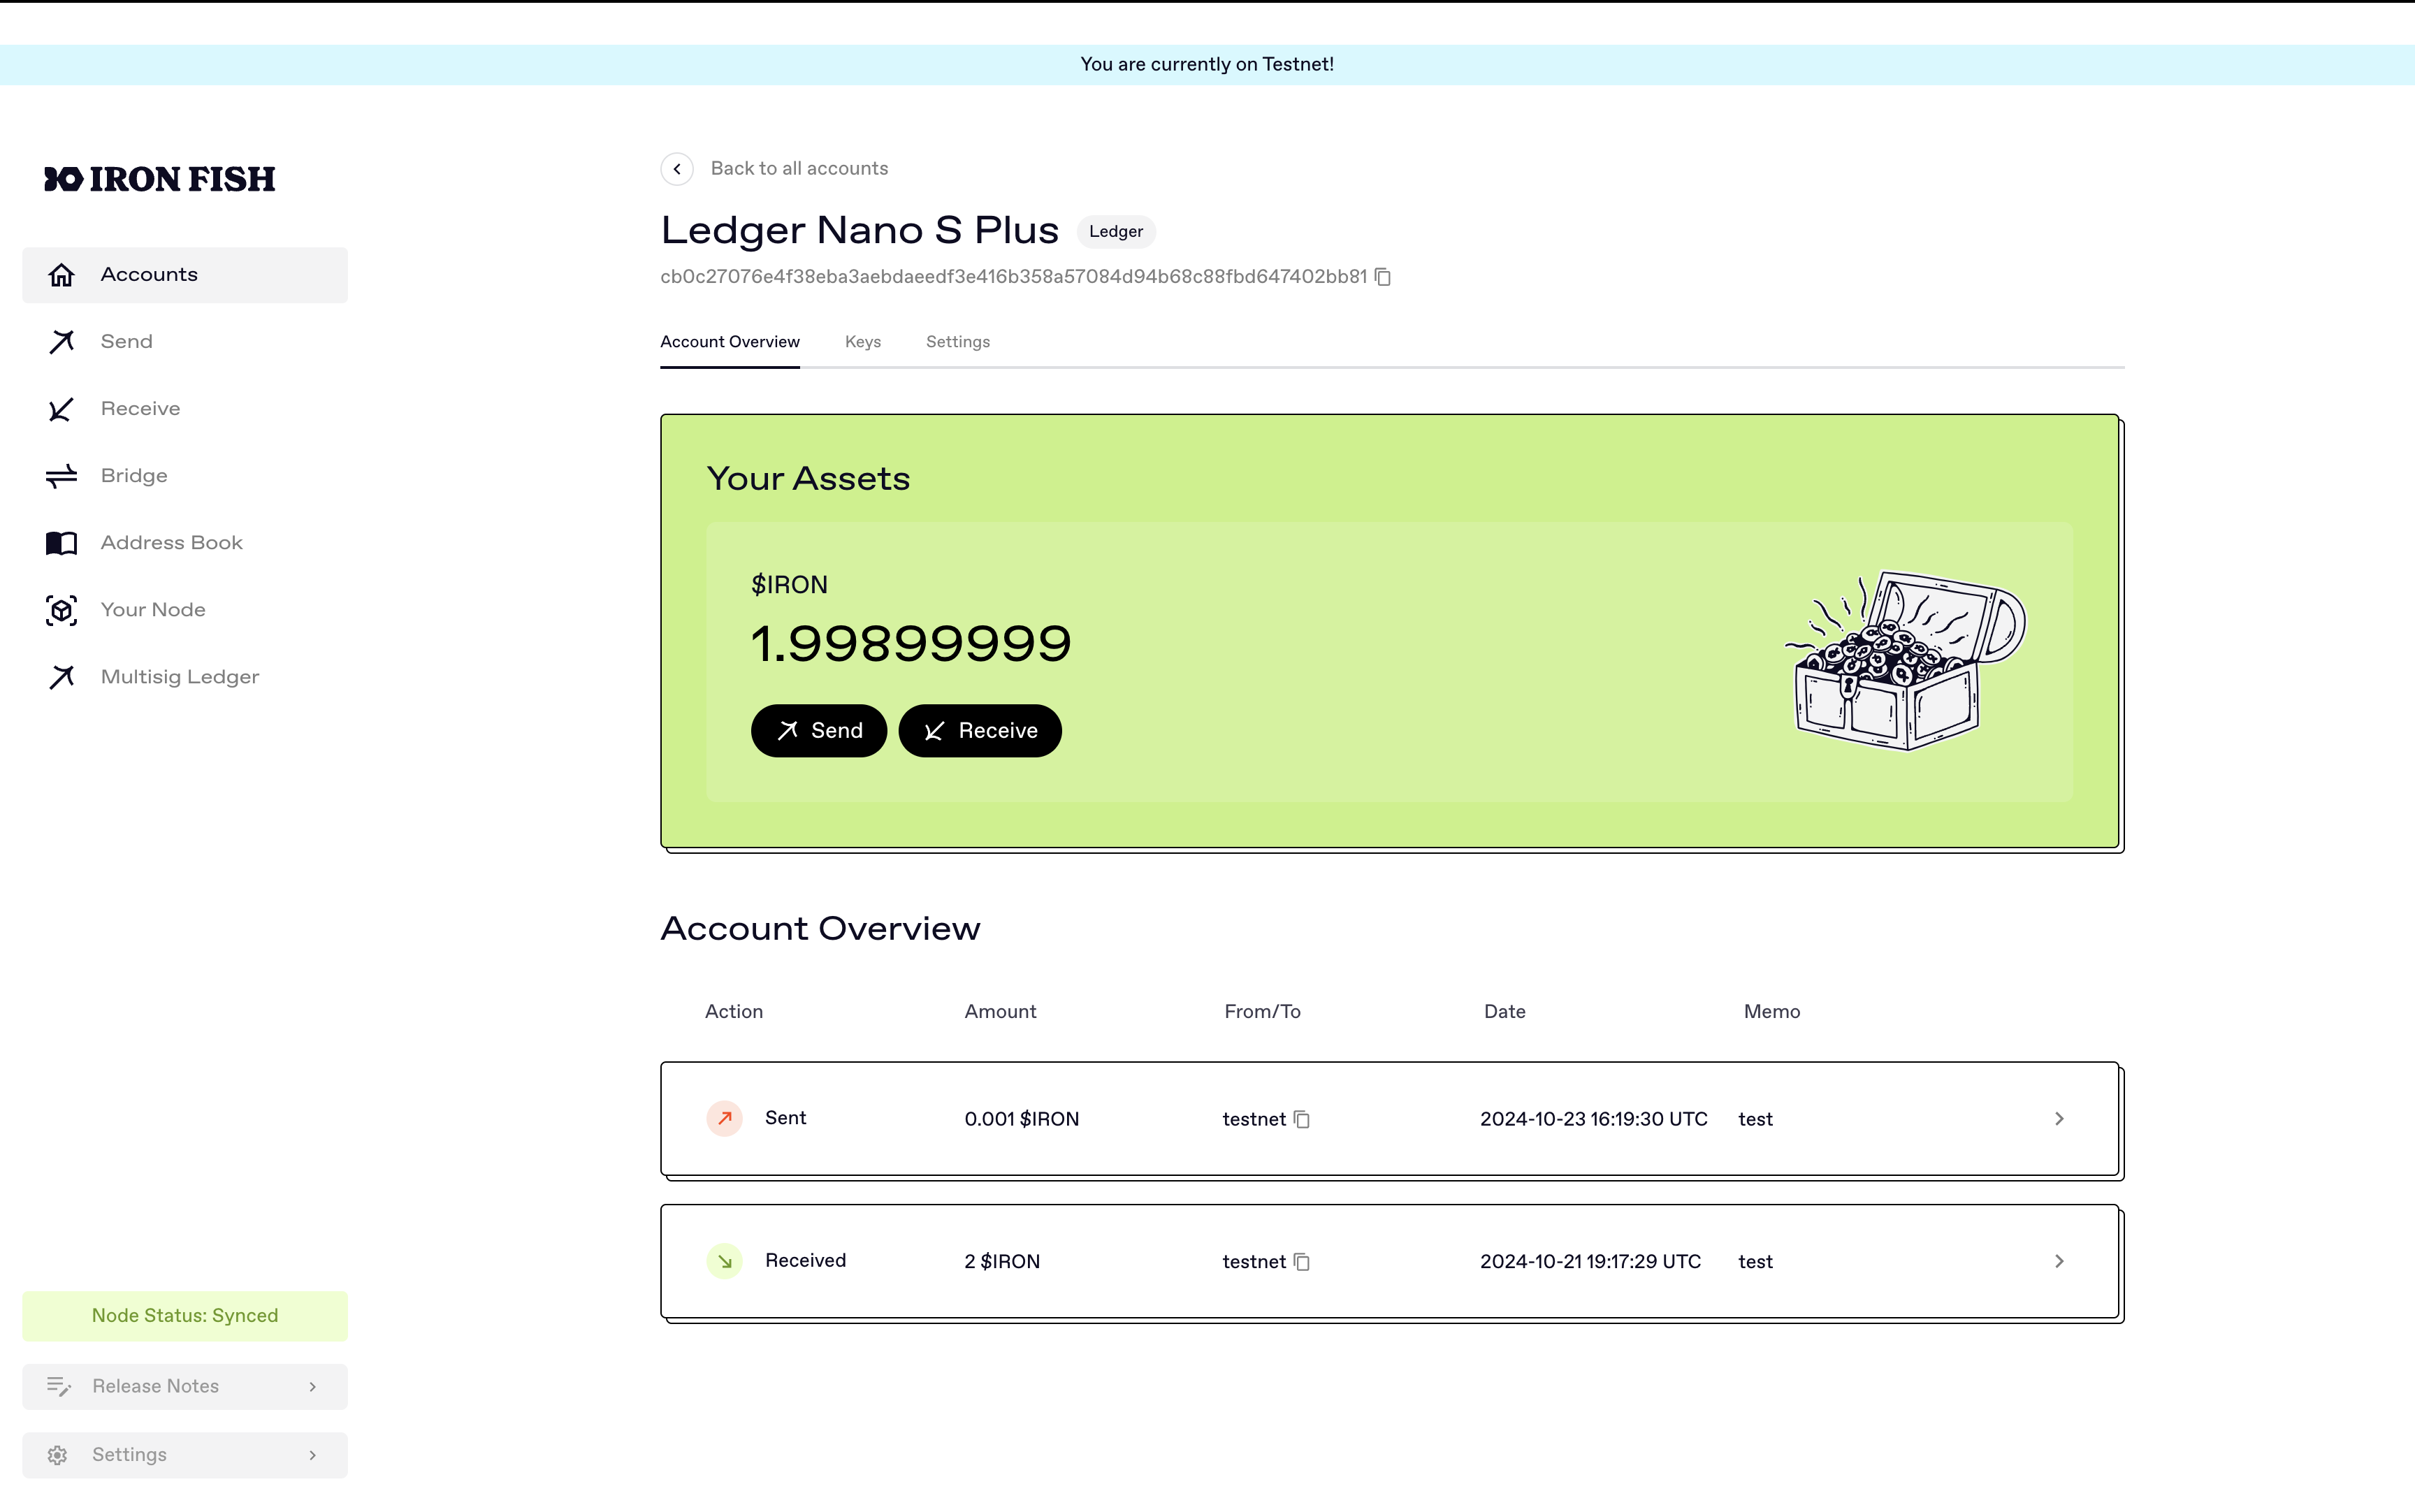 You are currently on Testnet!
IRON FISH
Accounts
Send
Receive
Bridge
Address Book
Your Node
Multisig Ledger
Node Status: Synced
Release Notes
Settings
Back to all accounts
Ledger Nano S Plus Ledger
cb0c27076e4f38eba3aebdaeedf3e416b358a57084d94b68c88fbd647402bb81
Account Overview Keys Settings
Your Assets
$IRON
1.99899999
Send Receive
Account Overview
Action Amount From/To Date Memo
Sent 0.001 $IRON testnet 2024-10-23 16:19:30 UTC test
Received 2 $IRON testnet 2024-10-21 19:17:29 UTC test